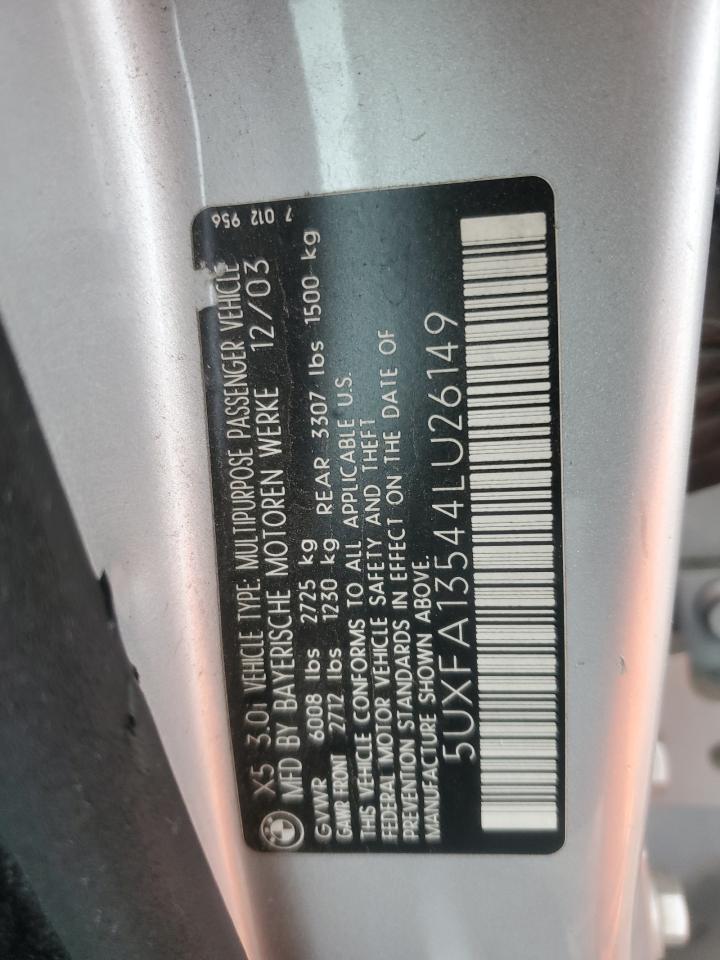 7 012 956
X5 3.0i VEHICLE TYPE: MULTIPURPOSE PASSENGER VEHICLE
MFD BY BAYERISCHE MOTOREN WERKE 12/03
GVWR 6008 lbs 2725 kg
GAWR FRONT 2712 lbs 1230 kg REAR 3307 lbs 1500 kg
THIS VEHICLE CONFORMS TO ALL APPLICABLE U.S.
FEDERAL MOTOR VEHICLE SAFETY AND THEFT
PREVENTION STANDARDS IN EFFECT ON THE DATE OF
MANUFACTURE SHOWN ABOVE.
5UXFA13544LU26149